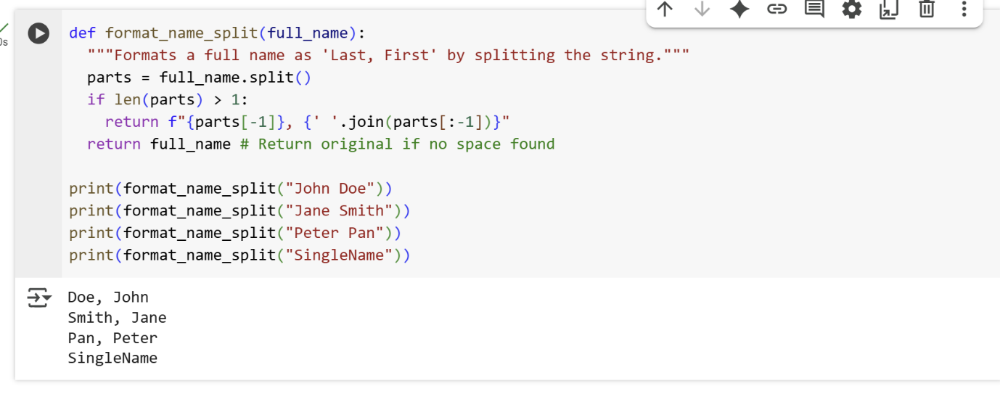 def format_name_split(full_name):
  """Formats a full name as 'Last, First' by splitting the string."""
  parts = full_name.split()
  if len(parts) > 1:
    return f"{parts[-1]}, {' '.join(parts[:-1])}"
  return full_name # Return original if no space found

print(format_name_split("John Doe"))
print(format_name_split("Jane Smith"))
print(format_name_split("Peter Pan"))
print(format_name_split("SingleName"))
Doe, John
Smith, Jane
Pan, Peter
SingleName